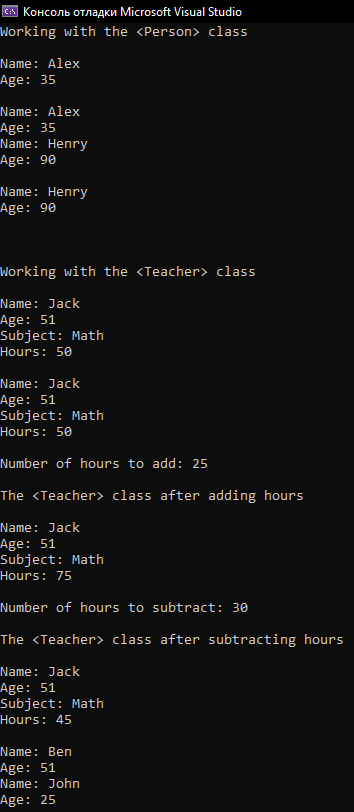 Консоль отладки Microsoft Visual Studio
Working with the <Person> class
Name: Alex
Age: 35
Name: Alex
Age: 35
Name: Henry
Age: 90
Name: Henry
Age: 90
Working with the <Teacher> class
Name: Jack
Age: 51
Subject: Math
Hours: 50
Name: Jack
Age: 51
Subject: Math
Hours: 50
Number of hours to add: 25
The <Teacher> class after adding hours
Name: Jack
Age: 51
Subject: Math
Hours: 75
Number of hours to subtract: 30
The <Teacher> class after subtracting hours
Name: Jack
Age: 51
Subject: Math
Hours: 45
Name: Ben
Age: 51
Name: John
Age: 25